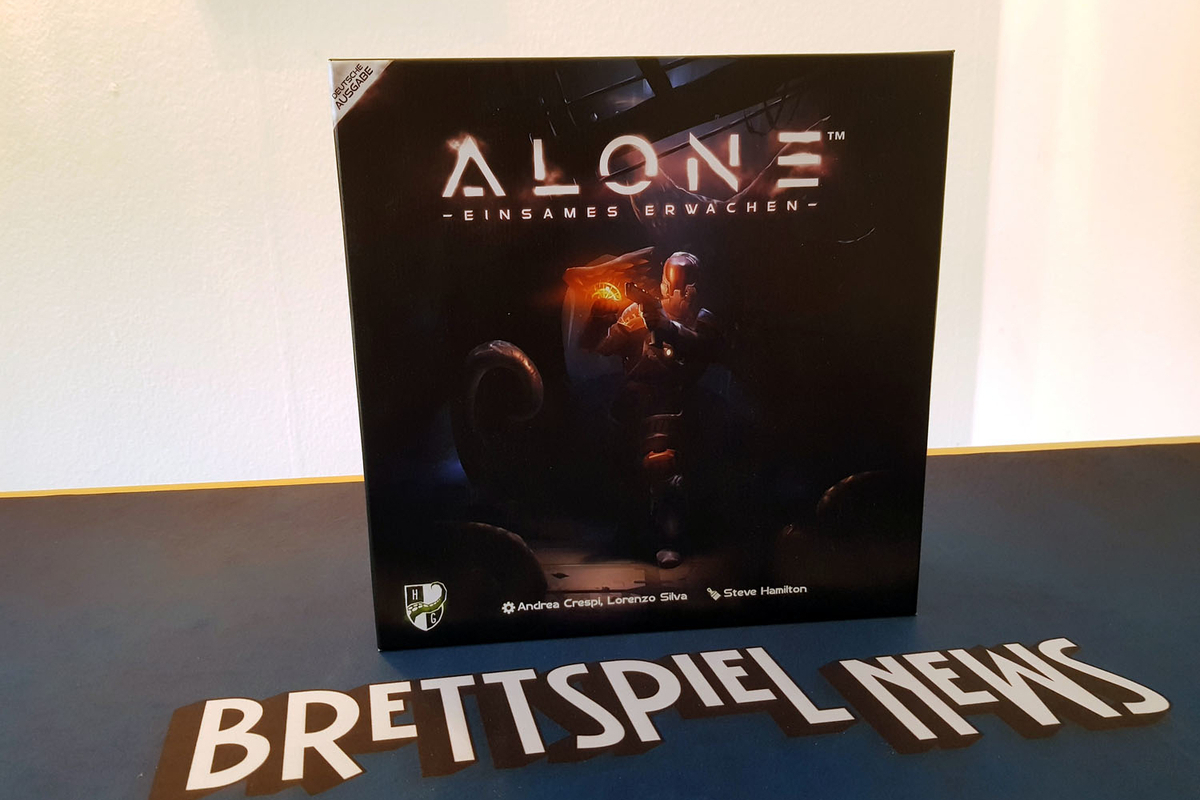 DEUTSCHE
AUSGABE
ALONE™
-EINSAMES ERWACHEN-
H
G
Andrea Crespi, Lorenzo Silva
Steve Hamilton
BRETTSPIEL NEWS